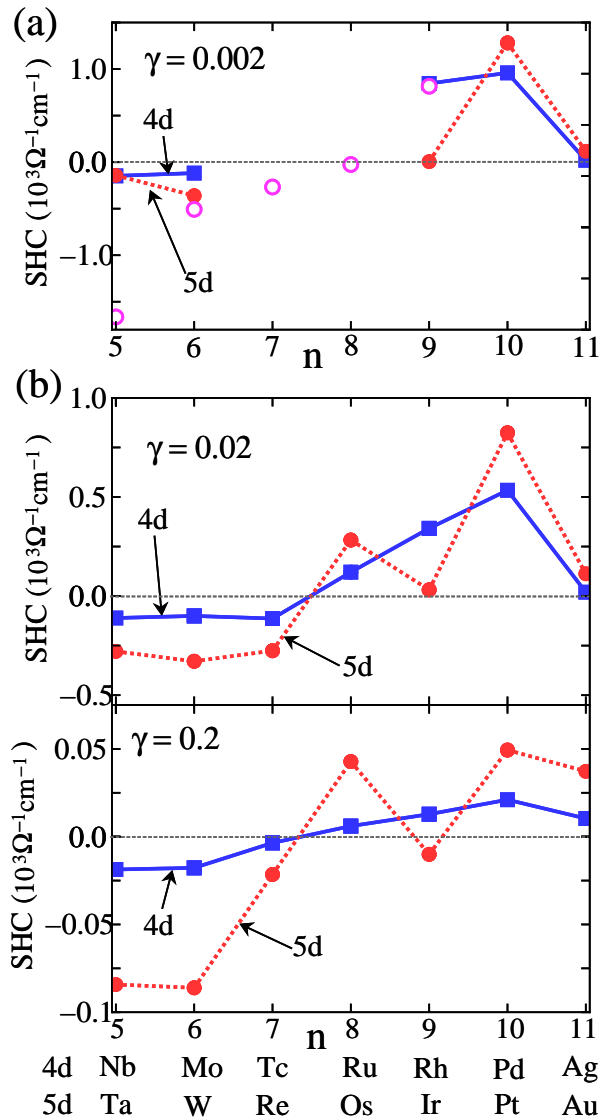 (a)
γ = 0.002
1.0
0.0
−1.0
4d
5d
SHC (10³Ω⁻¹cm⁻¹)
5 6 7 8 9 10 11
n
(b)
γ = 0.02
1.0
0.5
0.0
−0.5
4d
5d
SHC (10³Ω⁻¹cm⁻¹)
γ = 0.2
0.05
0.0
−0.05
−0.1
4d
5d
SHC (10³Ω⁻¹cm⁻¹)
5 6 7 8 9 10 11
n
4d Nb Mo Tc Ru Rh Pd Ag
5d Ta W Re Os Ir Pt Au